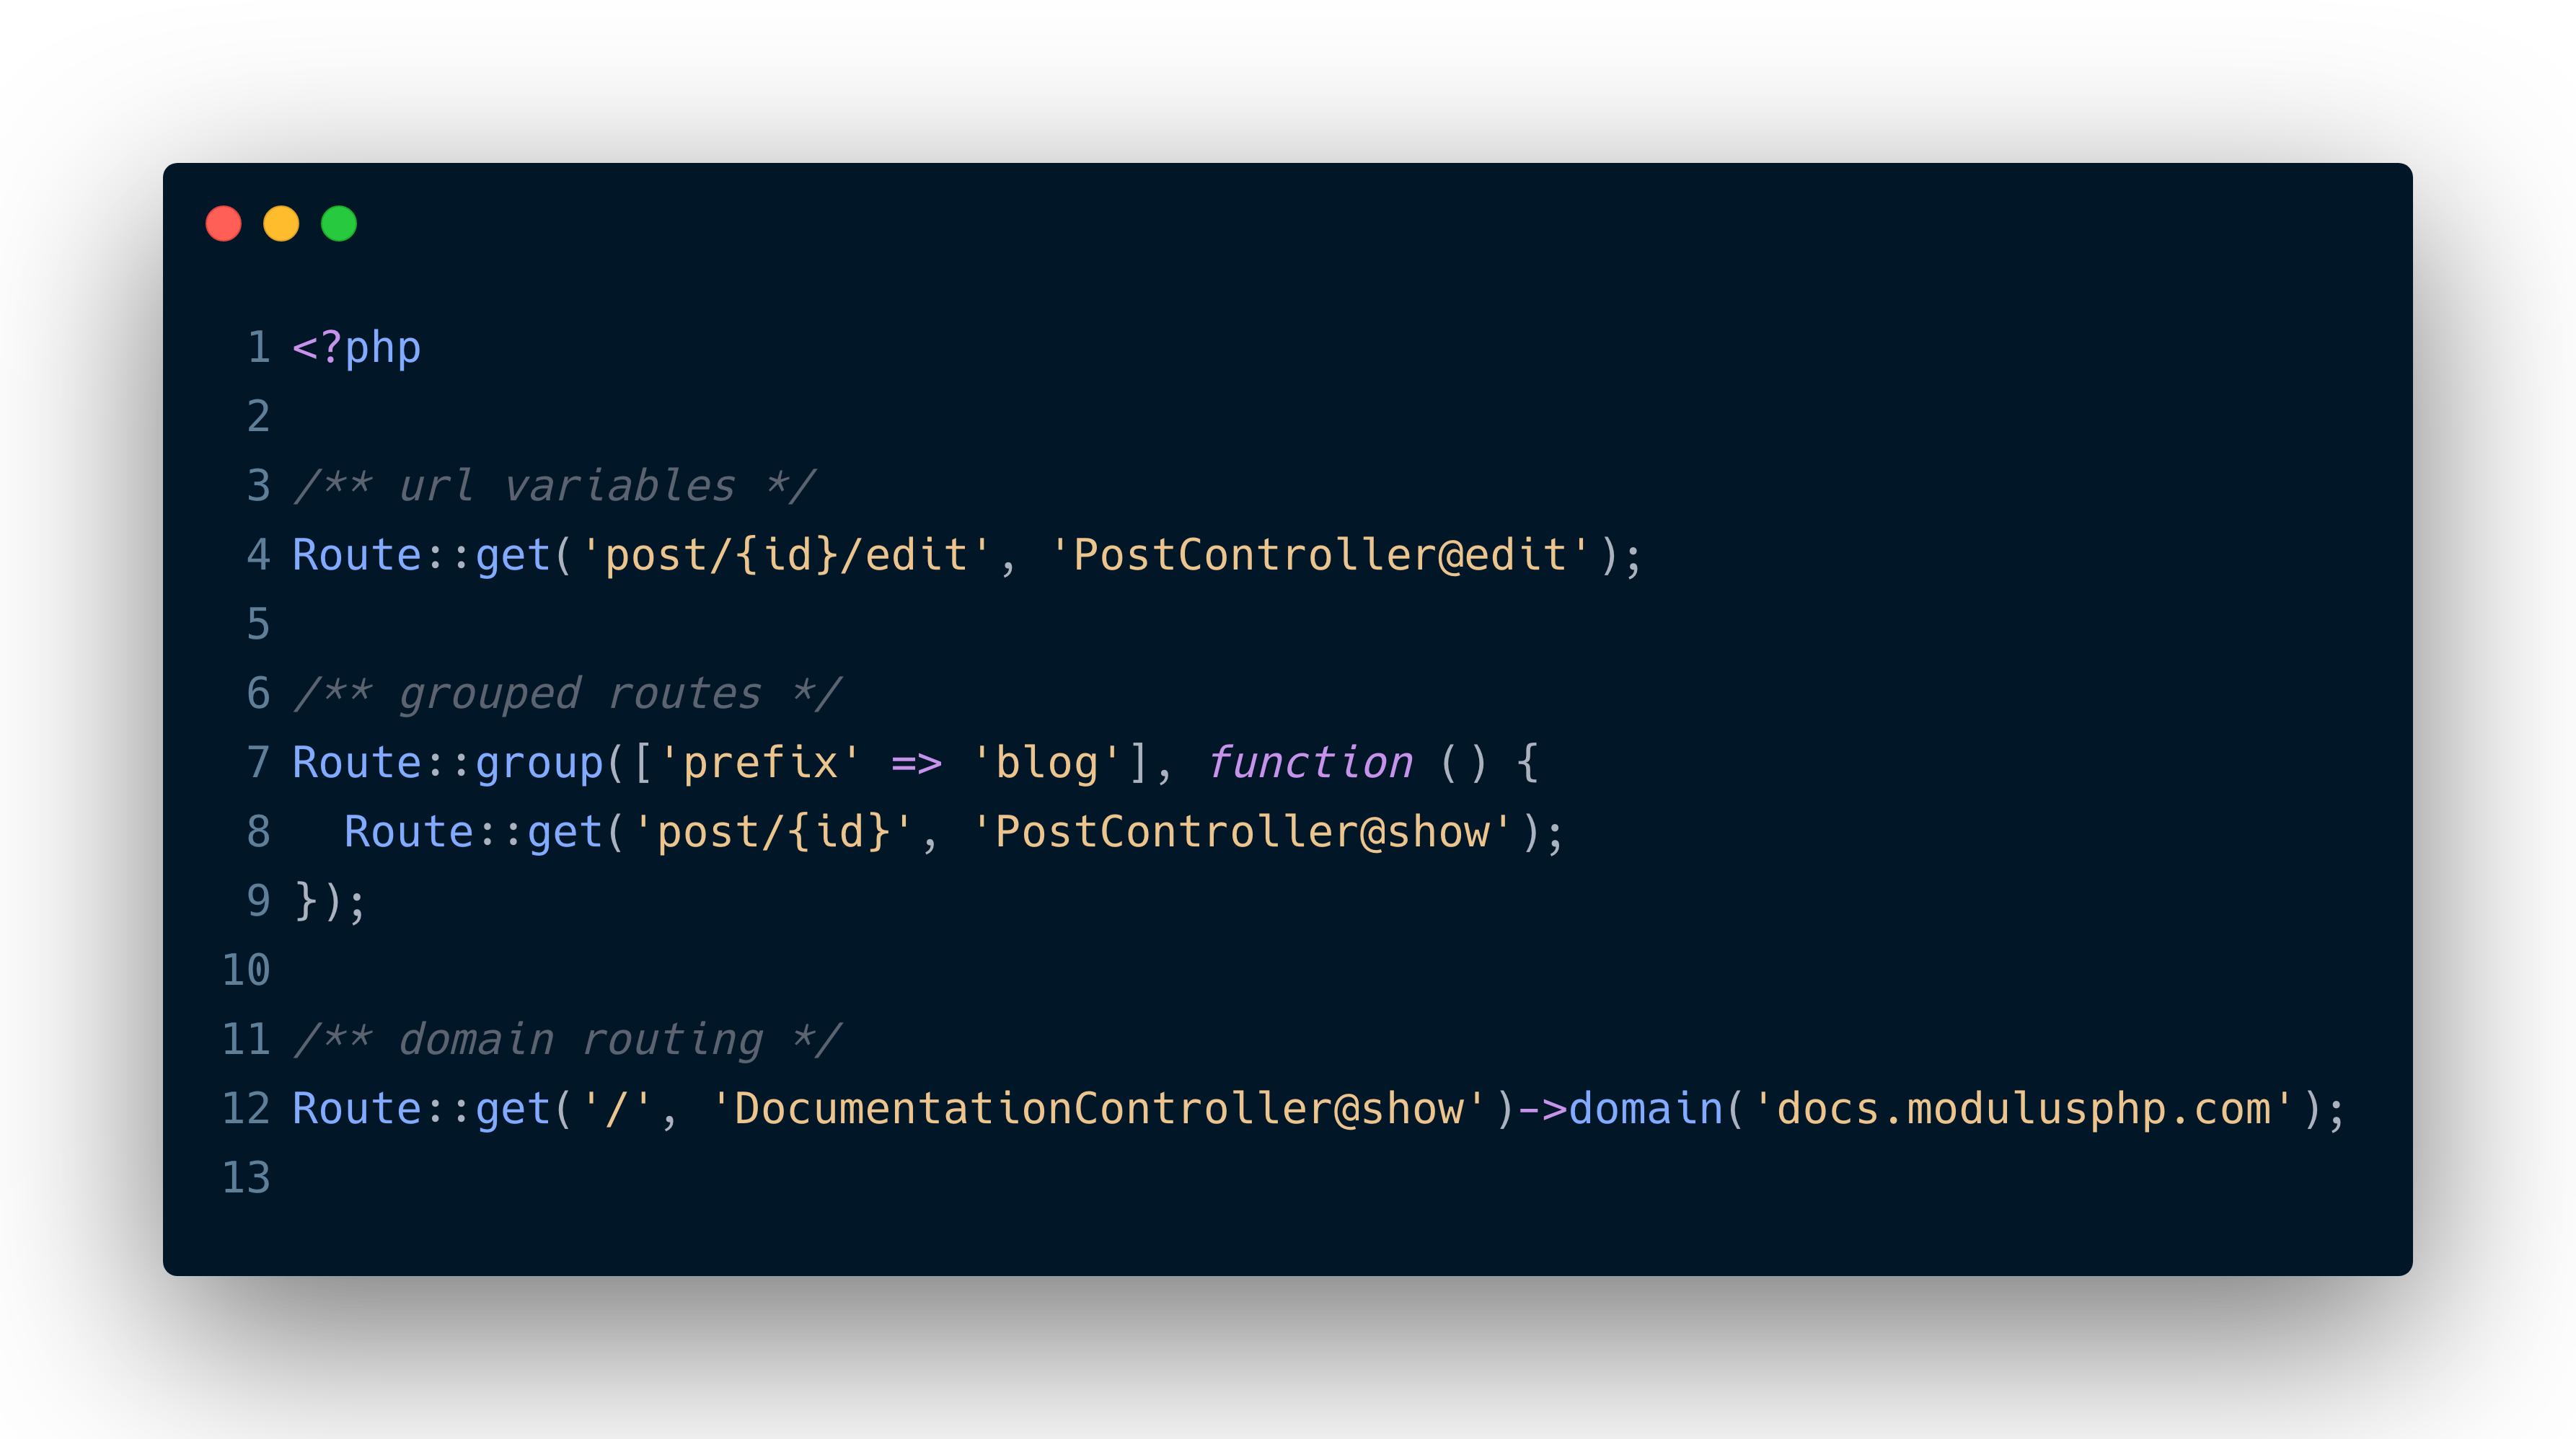 1 <?php
2
3 /** url variables */
4 Route::get('post/{id}/edit', 'PostController@edit');
5
6 /** grouped routes */
7 Route::group(['prefix' => 'blog'], function () {
8   Route::get('post/{id}', 'PostController@show');
9 });
10
11 /** domain routing */
12 Route::get('/', 'DocumentationController@show')->domain('docs.modulusphp.com');
13